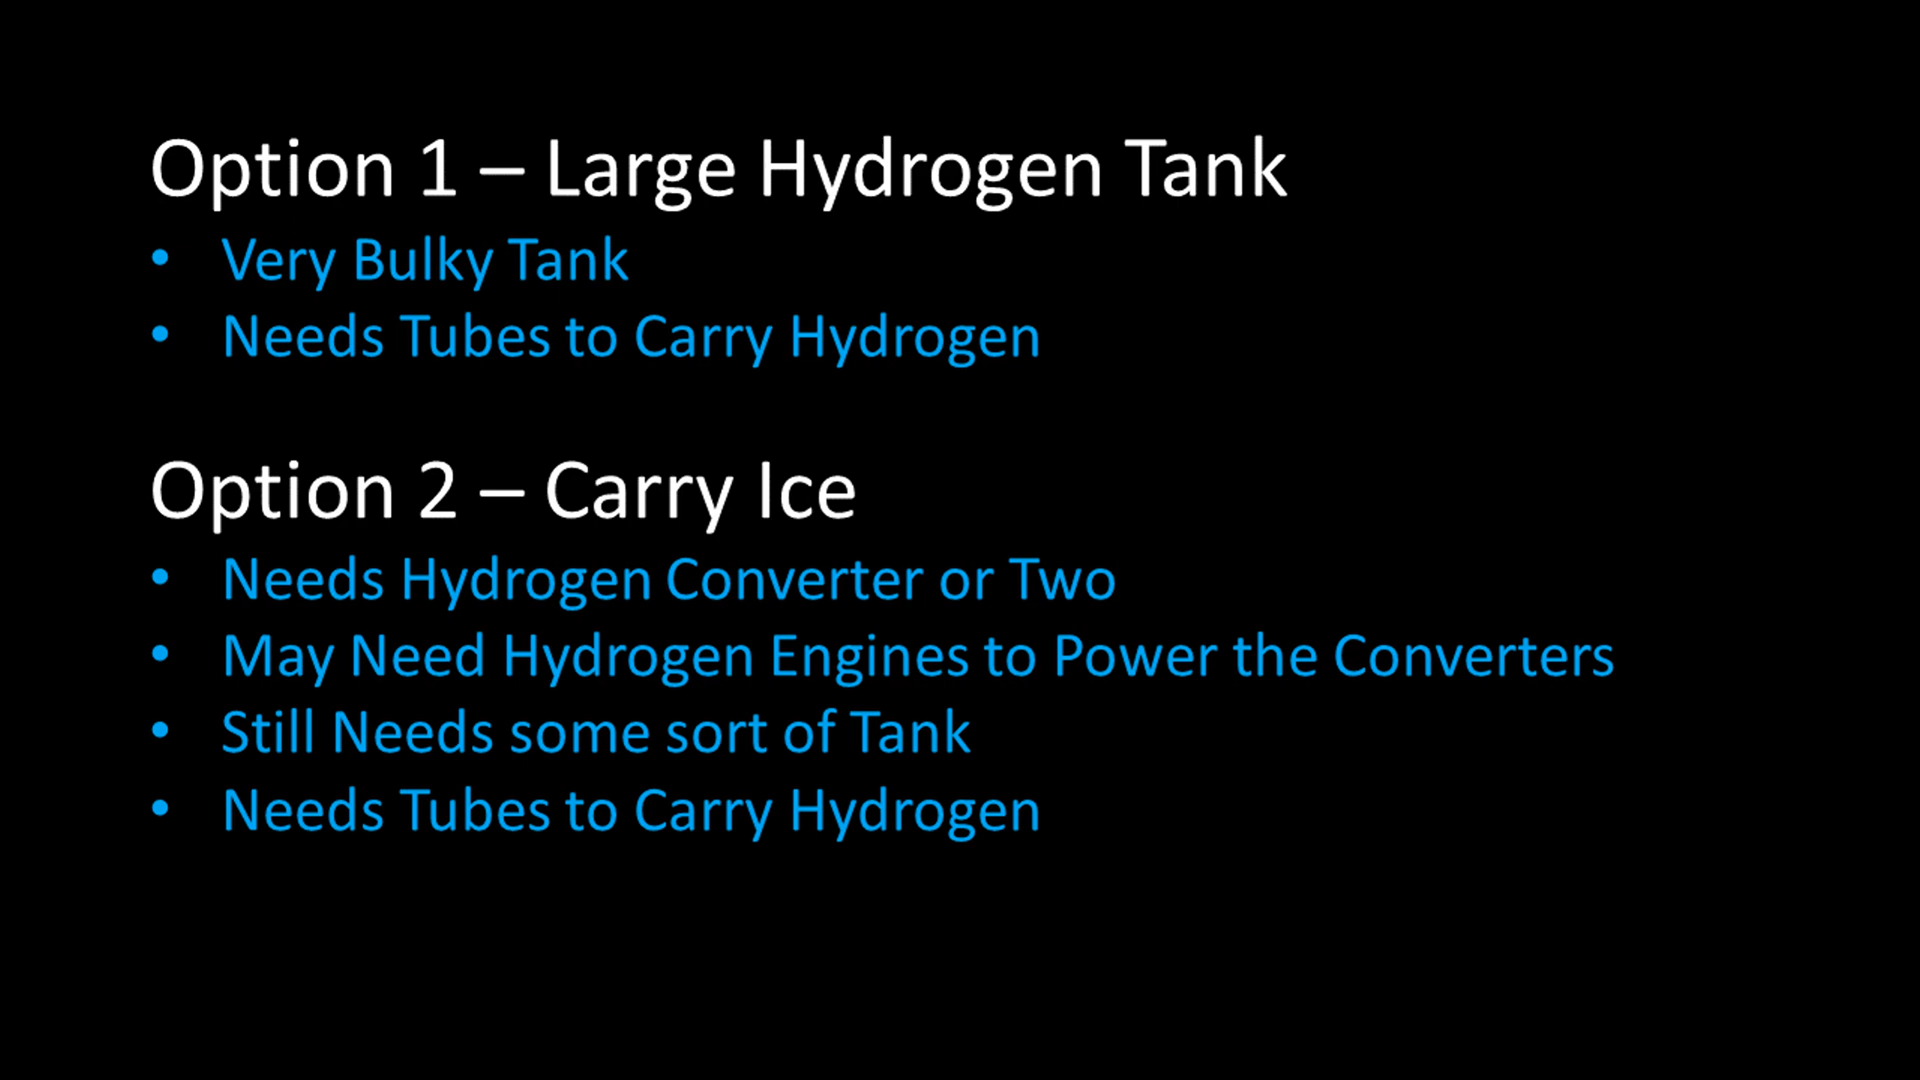 Option 1 – Large Hydrogen Tank
• Very Bulky Tank
• Needs Tubes to Carry Hydrogen
Option 2 – Carry Ice
• Needs Hydrogen Converter or Two
• May Need Hydrogen Engines to Power the Converters
• Still Needs some sort of Tank
• Needs Tubes to Carry Hydrogen